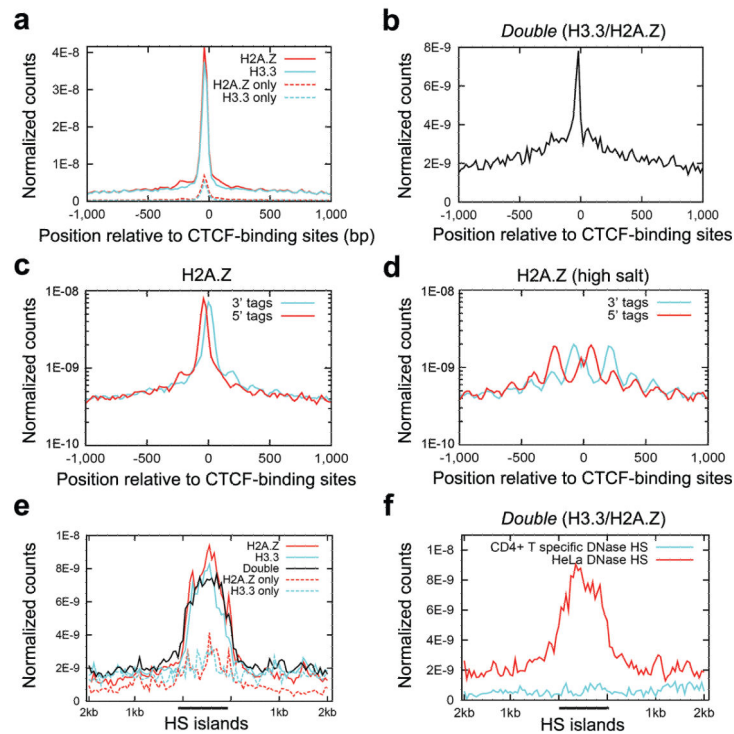 a
4E-8
3E-8
2E-8
1E-8
0
Normalized counts
H2A.Z
H3.3
H2A.Z only
H3.3 only
-1,000 -500 0 500 1,000
Position relative to CTCF-binding sites (bp)
b
Double (H3.3/H2A.Z)
8E-9
6E-9
4E-9
2E-9
0
Normalized counts
-1,000 -500 0 500 1,000
Position relative to CTCF-binding sites
c
H2A.Z
1E-08
1E-09
1E-10
Normalized counts
3' tags
5' tags
-1,000 -500 0 500 1,000
Position relative to CTCF-binding sites
d
H2A.Z (high salt)
1E-08
1E-09
1E-10
Normalized counts
3' tags
5' tags
-1,000 -500 0 500 1,000
Position relative to CTCF-binding sites
e
1E-8
8E-9
6E-9
4E-9
2E-9
0
Normalized counts
H2A.Z
H3.3
Double
H2A.Z only
H3.3 only
2kb 1kb 1kb 2kb
HS islands
f
Double (H3.3/H2A.Z)
1E-8
8E-9
6E-9
4E-9
2E-9
0
Normalized counts
CD4+ T specific DNase HS
HeLa DNase HS
2kb 1kb 1kb 2kb
HS islands